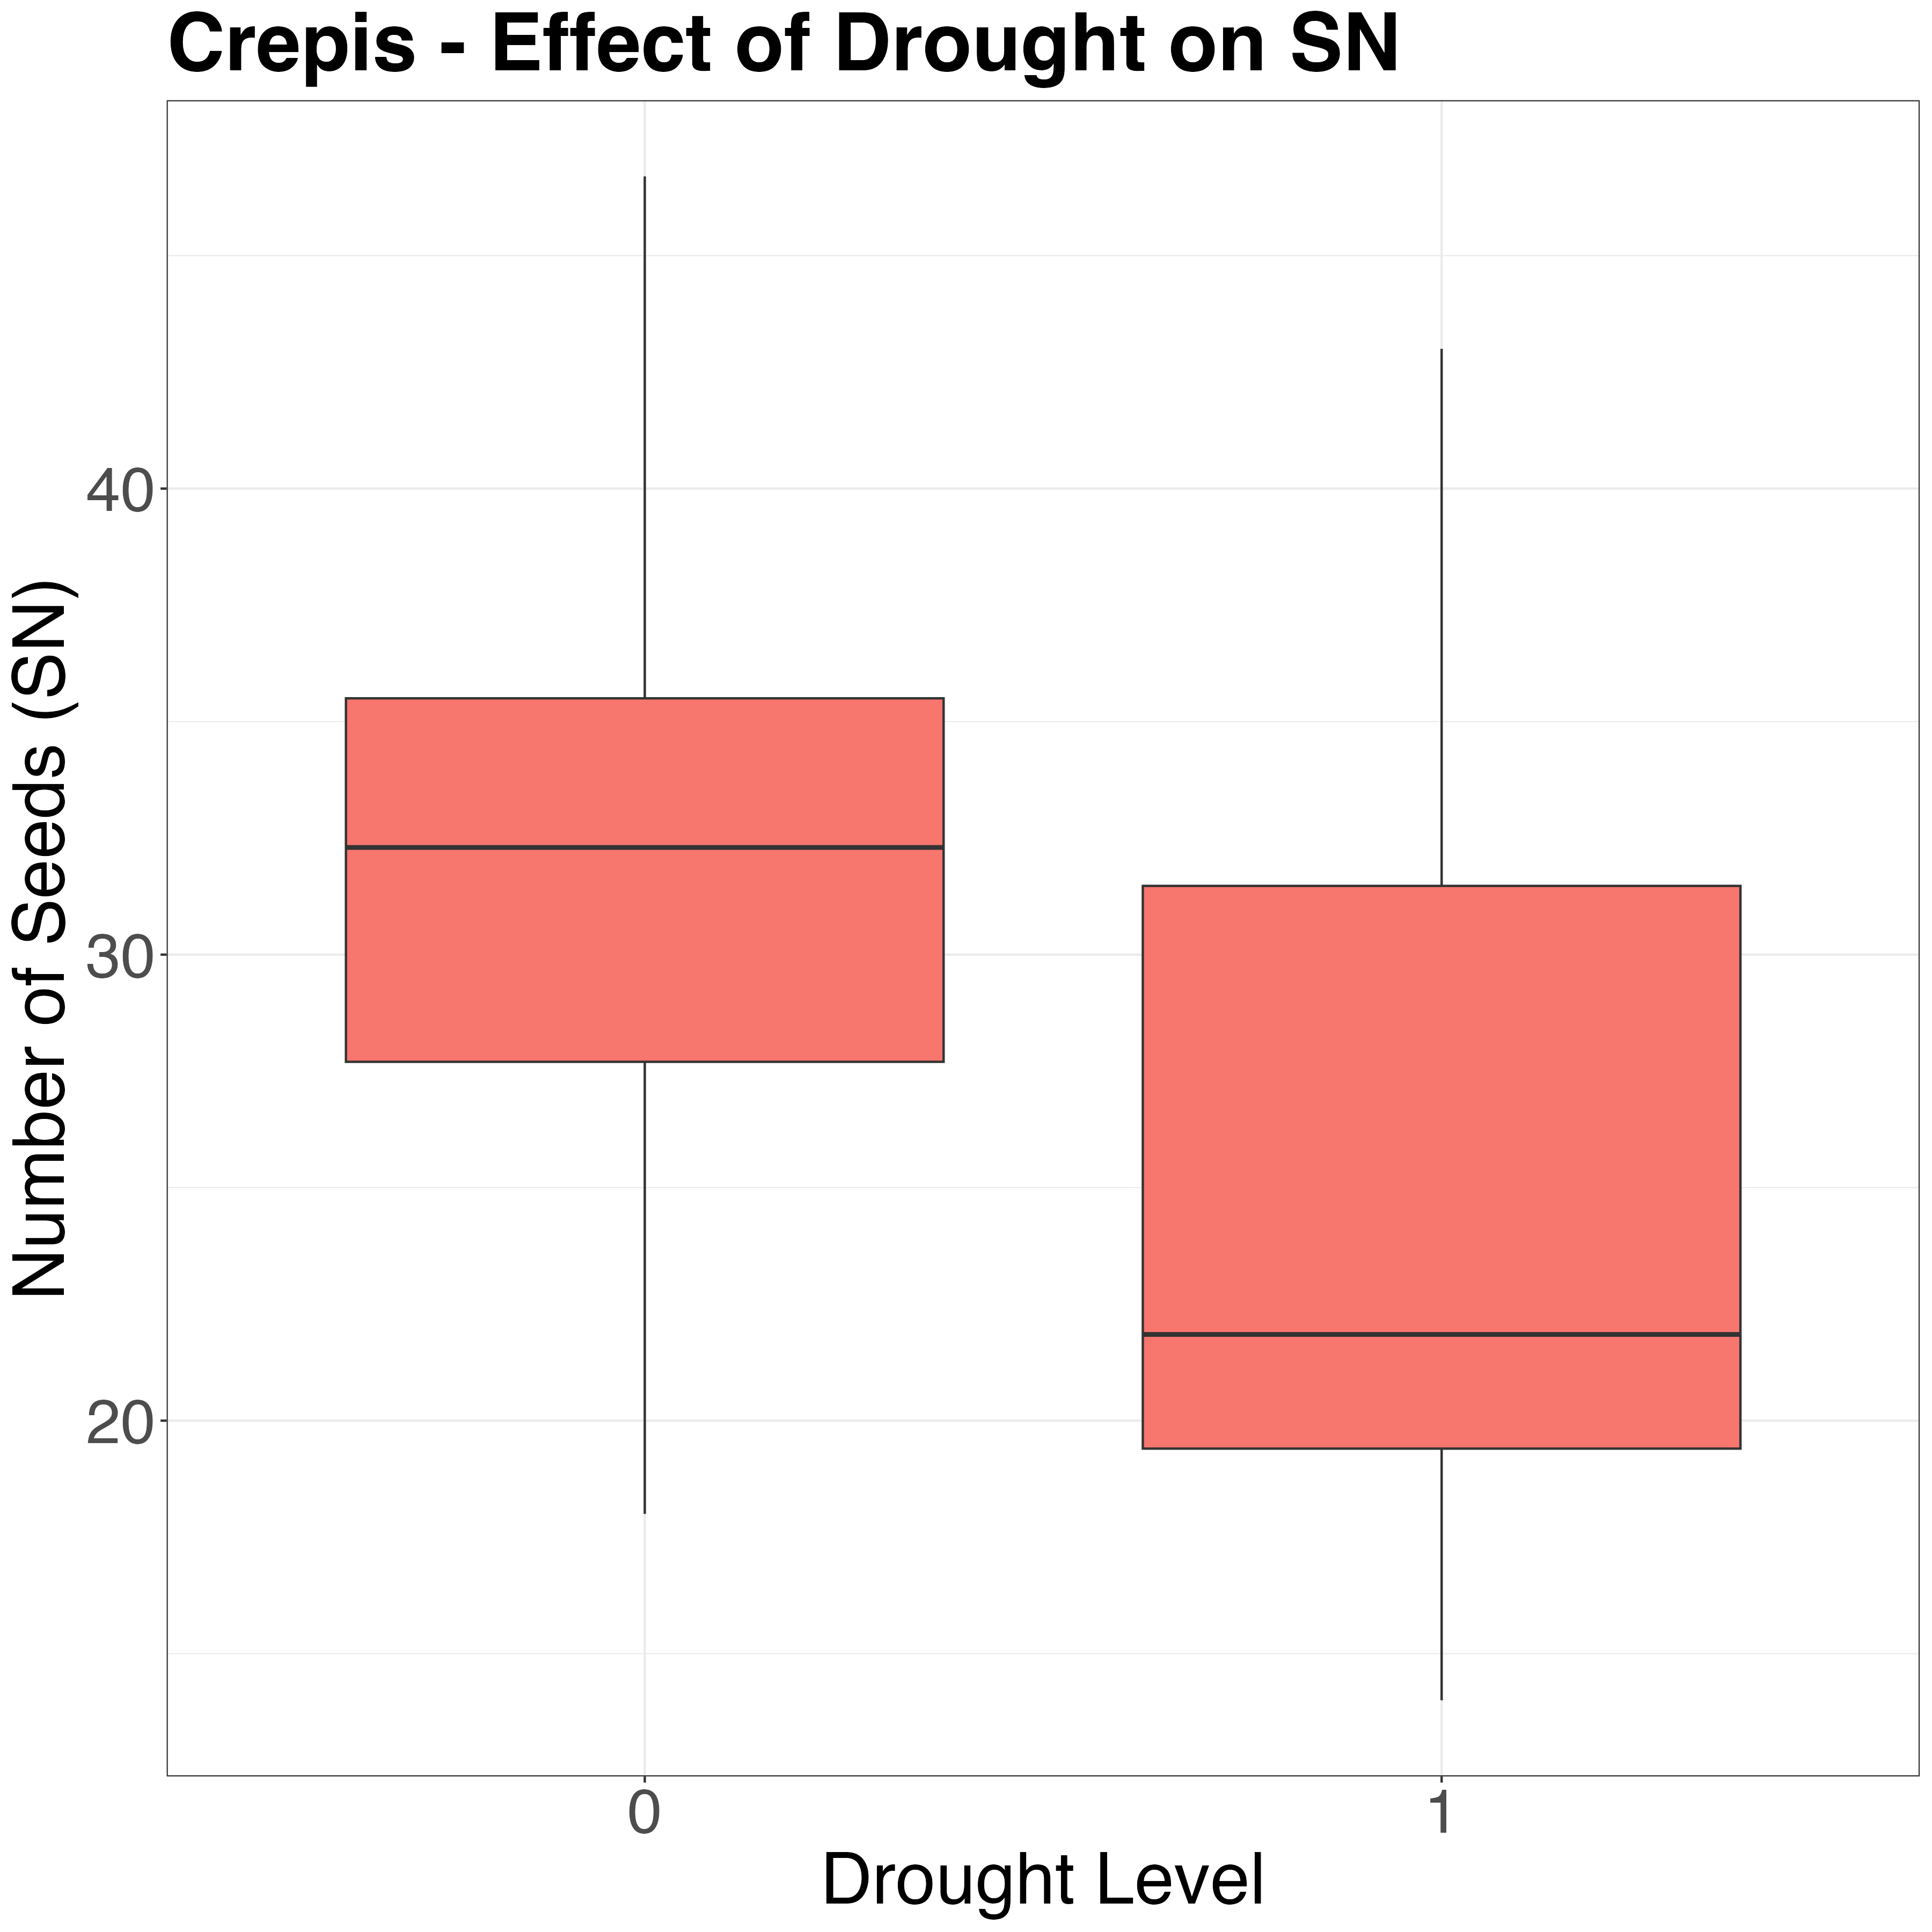 Crepis - Effect of Drought on SN
Number of Seeds (SN)
40
30
20
0
1
Drought Level